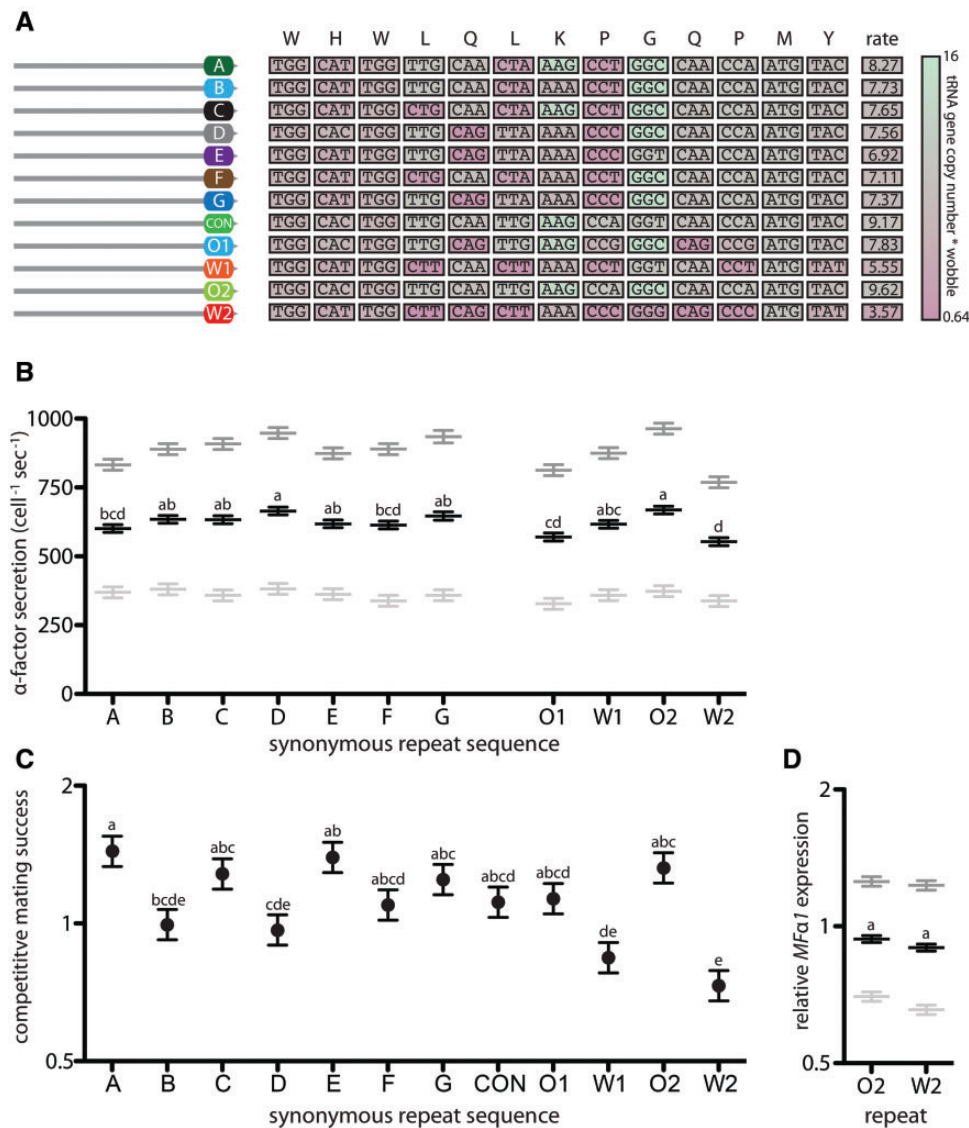 A
W H W L Q L K P G Q P M Y rate
A TGG CAT TGG TTG CAA CTA AAG CCT GGC CAA CCA ATG TAC 8.27
B TGG CAT TGG TTG CAA CTA AAA CCT GGC CAA CCA ATG TAC 7.73
C TGG CAT TGG CTG CAA CTA AAG CCT GGC CAA CCA ATG TAC 7.65
D TGG CAC TGG TTG CAG TTA AAA CCC GGC CAA CCA ATG TAC 7.56
E TGG CAT TGG TTG CAG TTA AAA CCC GGT CAA CCA ATG TAC 6.92
F TGG CAT TGG CTG CAA CTA AAA CCT GGC CAA CCA ATG TAC 7.11
G TGG CAT TGG TTG CAG TTA AAA CCC GGC CAA CCA ATG TAC 7.37
CON TGG CAC TGG TTG CAA TTG AAG CCA GGT CAA CCA ATG TAC 9.17
O1 TGG CAC TGG TTG CAG TTG AAG CCG GGC CAG CCG ATG TAC 7.83
W1 TGG CAT TGG CTT CAA CTT AAA CCT GGT CAA CCT ATG TAT 5.55
O2 TGG CAC TGG TTG CAA TTG AAG CCA GGC CAA CCA ATG TAC 9.62
W2 TGG CAT TGG CTT CAG CTT AAA CCC GGG CAG CCC ATG TAT 3.57
16
tRNA gene copy number * wobble
0.64
B
α-factor secretion (cell⁻¹ sec⁻¹)
1000
750
500
250
0
bcd ab ab a ab bcd ab cd abc a d
A B C D E F G O1 W1 O2 W2
synonymous repeat sequence
C
competititve mating success
2
1
0.5
a bcde abc cde ab abcd abc abcd abcd de abc e
A B C D E F G CON O1 W1 O2 W2
synonymous repeat sequence
D
relative MFα1 expression
2
1
0.5
a a
O2 W2
repeat